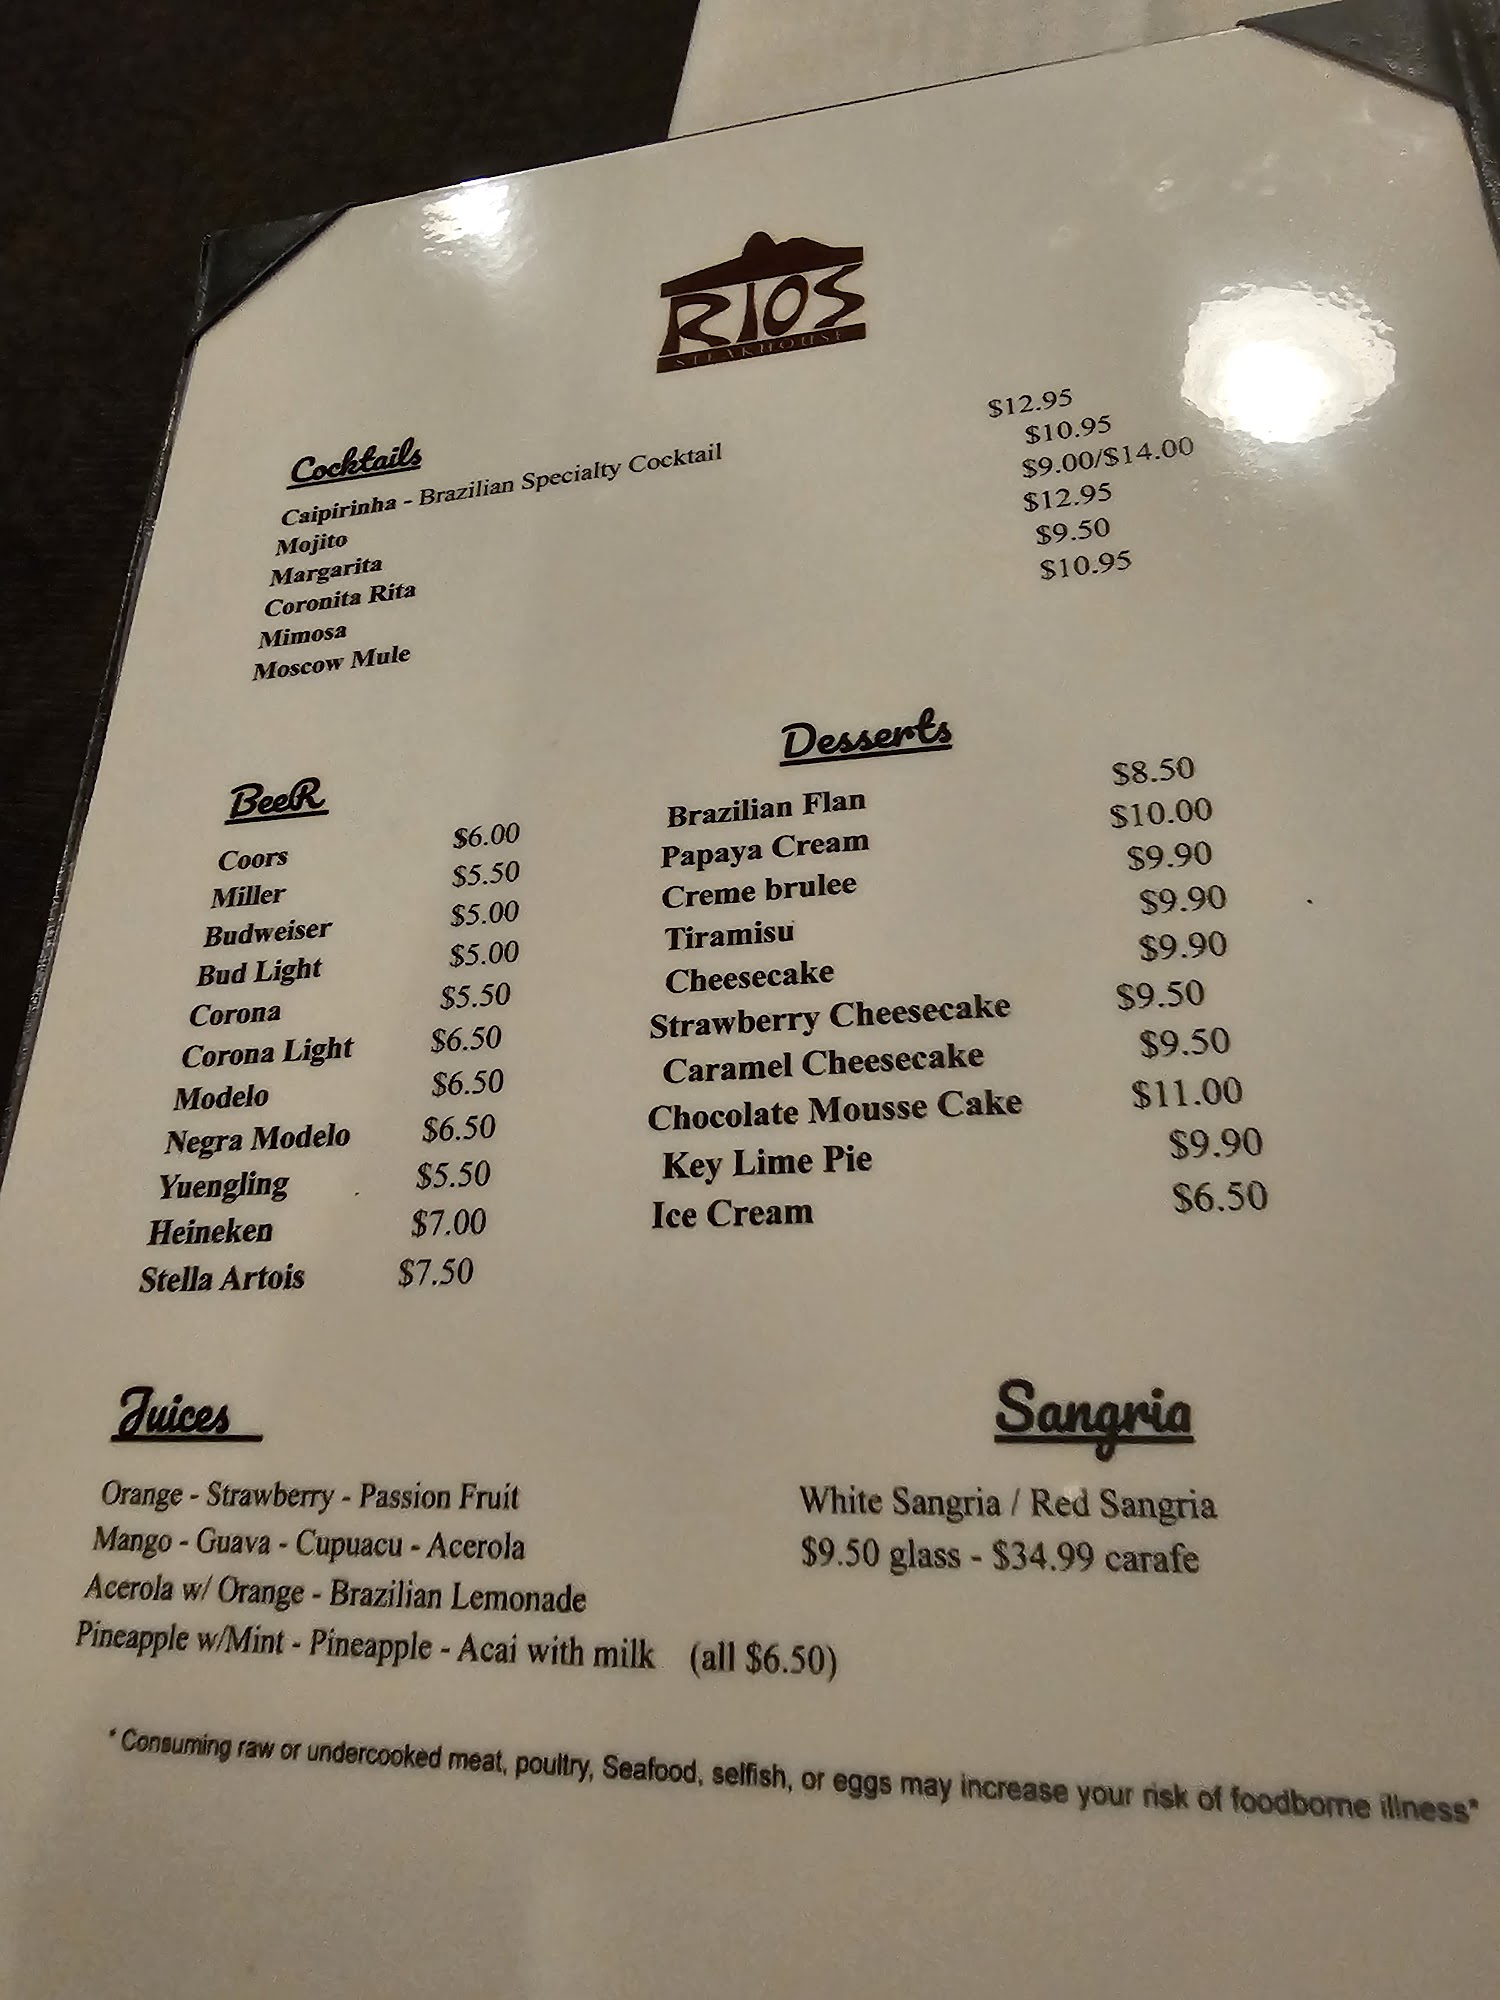 RIOS
STEAKHOUSE
Cocktails
Caipirinha - Brazilian Specialty Cocktail $12.95
Mojito $10.95
Margarita $9.00/$14.00
Coronita Rita $12.95
Mimosa $9.50
Moscow Mule $10.95
BeeR
Coors $6.00
Miller $5.50
Budweiser $5.00
Bud Light $5.00
Corona $5.50
Corona Light $6.50
Modelo $6.50
Negra Modelo $6.50
Yuengling $5.50
Heineken $7.00
Stella Artois $7.50
Desserts
Brazilian Flan $8.50
Papaya Cream $10.00
Creme brulee $9.90
Tiramisu $9.90
Cheesecake $9.90
Strawberry Cheesecake $9.50
Caramel Cheesecake $9.50
Chocolate Mousse Cake $11.00
Key Lime Pie $9.90
Ice Cream $6.50
Juices
Orange - Strawberry - Passion Fruit
Mango - Guava - Cupuacu - Acerola
Acerola w/ Orange - Brazilian Lemonade
Pineapple w/Mint - Pineapple - Acai with milk (all $6.50)
Sangria
White Sangria / Red Sangria
$9.50 glass - $34.99 carafe
* Consuming raw or undercooked meat, poultry, Seafood, selfish, or eggs may increase your risk of foodborne illness*